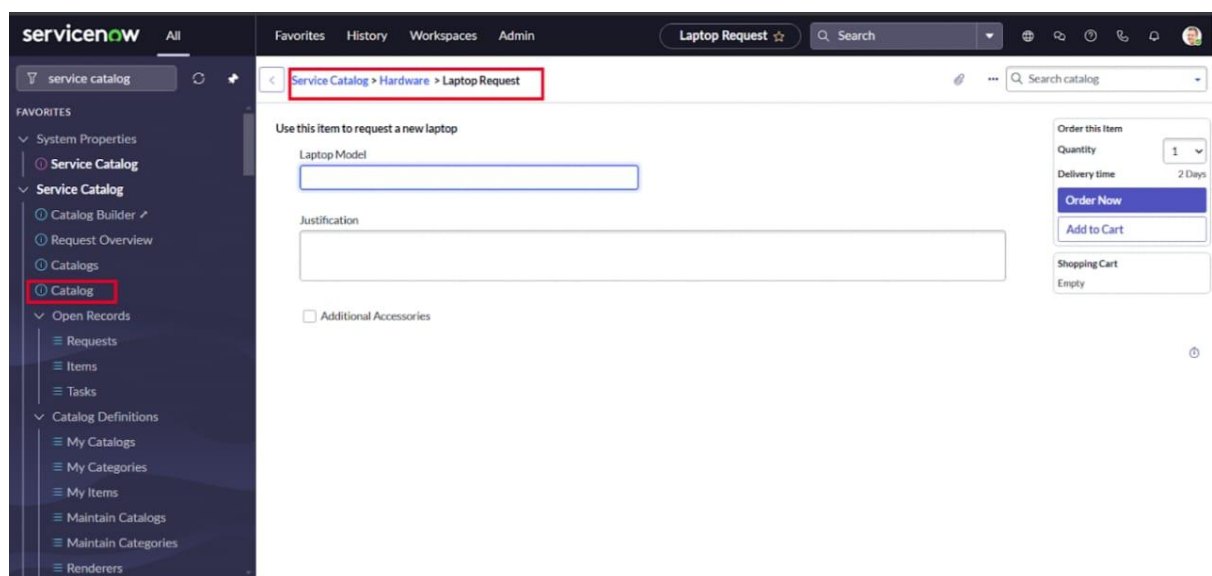 servicenow All Favorites History Workspaces Admin Laptop Request Search
service catalog
Service Catalog > Hardware > Laptop Request
Search catalog
FAVORITES
System Properties
Service Catalog
Service Catalog
Catalog Builder
Request Overview
Catalogs
Catalog
Open Records
Requests
Items
Tasks
Catalog Definitions
My Catalogs
My Categories
My Items
Maintain Catalogs
Maintain Categories
Renderers
Use this item to request a new laptop
Laptop Model
Justification
Additional Accessories
Order this Item
Quantity 1
Delivery time 2 Days
Order Now
Add to Cart
Shopping Cart
Empty